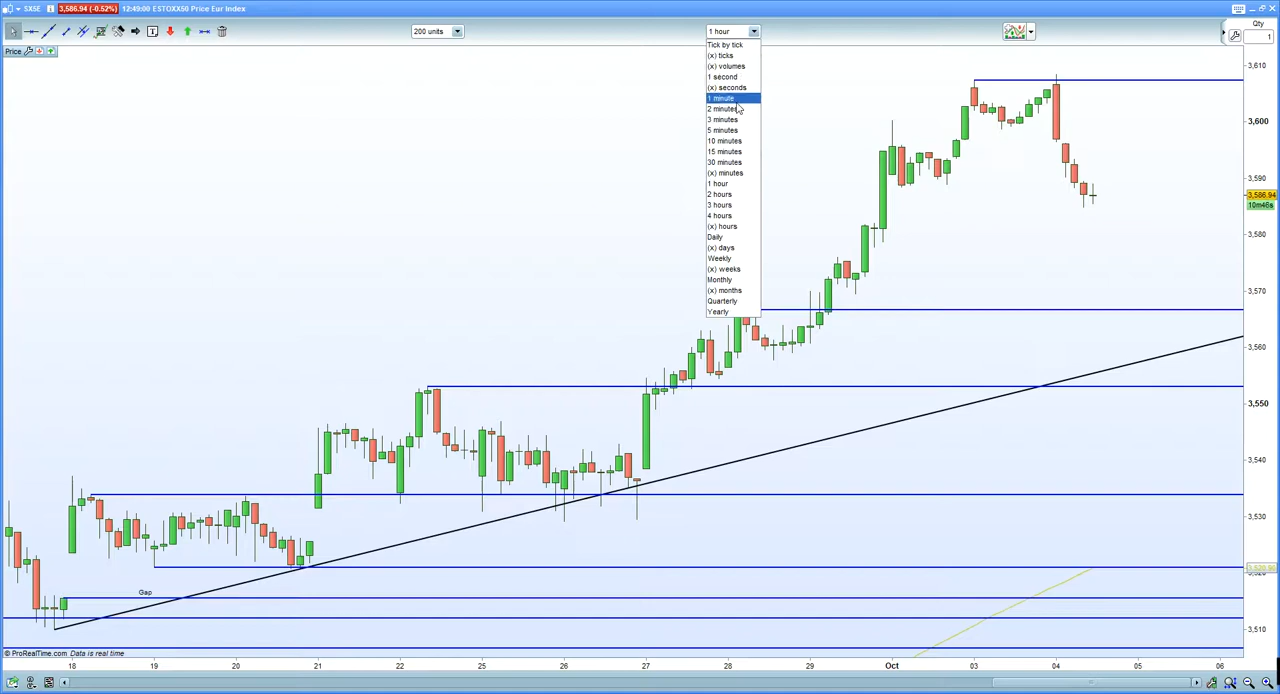 SX5E 3,586.94 (-0.52%) 12:49:00 ESTOXX50 Price Eur Index
200 units
1 hour
Qty
1
Price
Tick by tick
(x) ticks
(x) volumes
1 second
(x) seconds
1 minute
2 minutes
3 minutes
5 minutes
10 minutes
15 minutes
30 minutes
(x) minutes
1 hour
2 hours
3 hours
4 hours
(x) hours
Daily
(x) days
Weekly
(x) weeks
Monthly
(x) months
Quarterly
Yearly
3,610
3,600
3,590
3,586.94
10m46s
3,580
3,570
3,560
3,550
3,540
3,530
3,510
Gap
© ProRealTime.com Data is real time
18 19 20 21 22 25 26 27 28 29 Oct 03 04 05 06